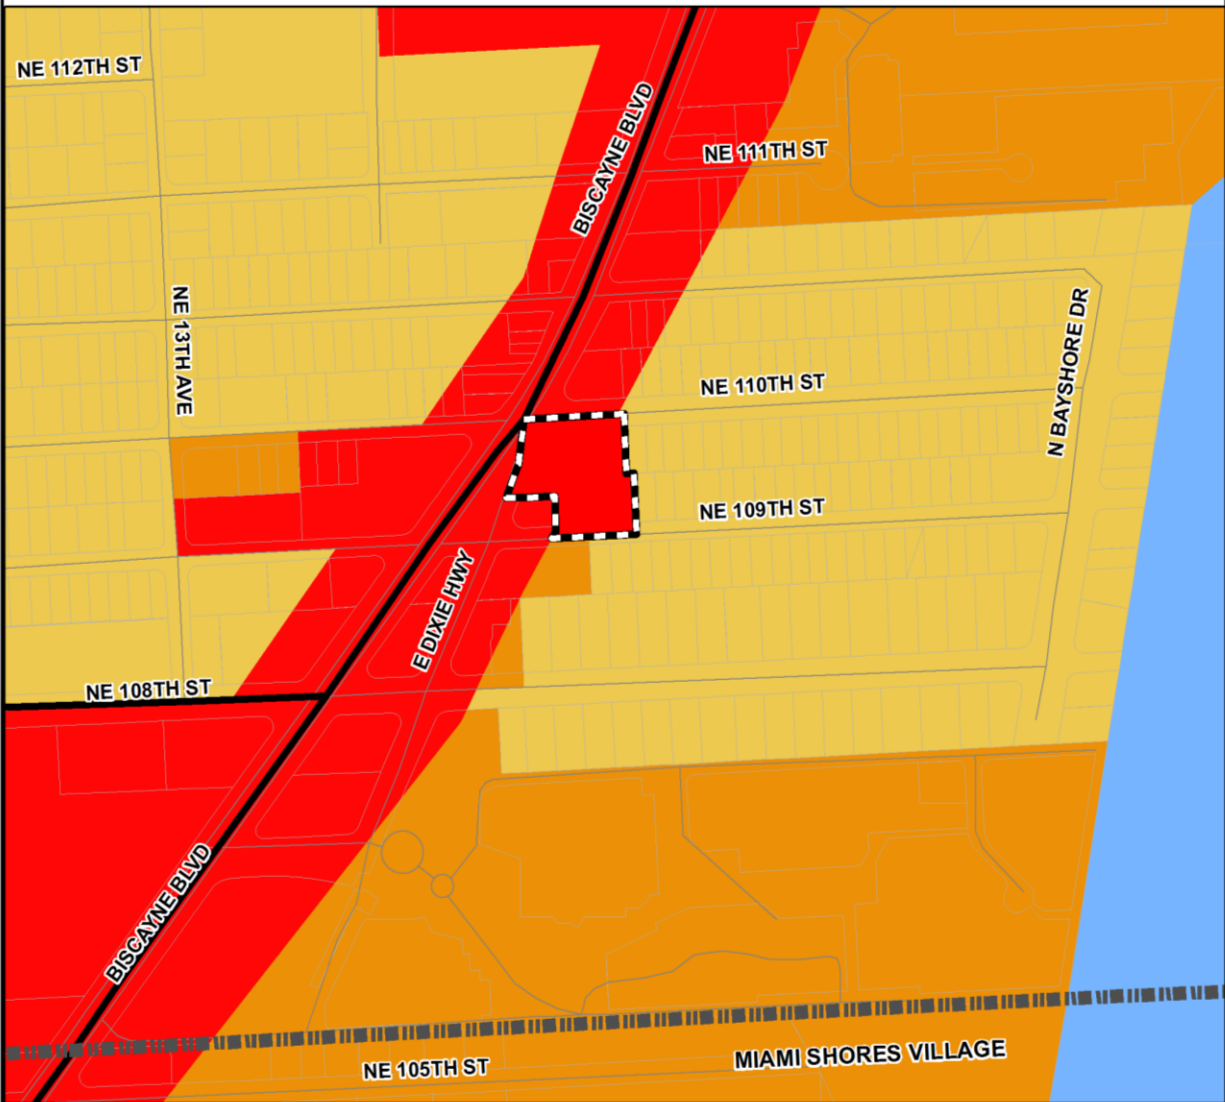 NE 112TH ST
BISCAYNE BLVD
NE 111TH ST
NE 13TH AVE
N BAYSHORE DR
NE 110TH ST
NE 109TH ST
E DIXIE HWY
NE 108TH ST
BISCAYNE BLVD
MIAMI SHORES VILLAGE
NE 105TH ST